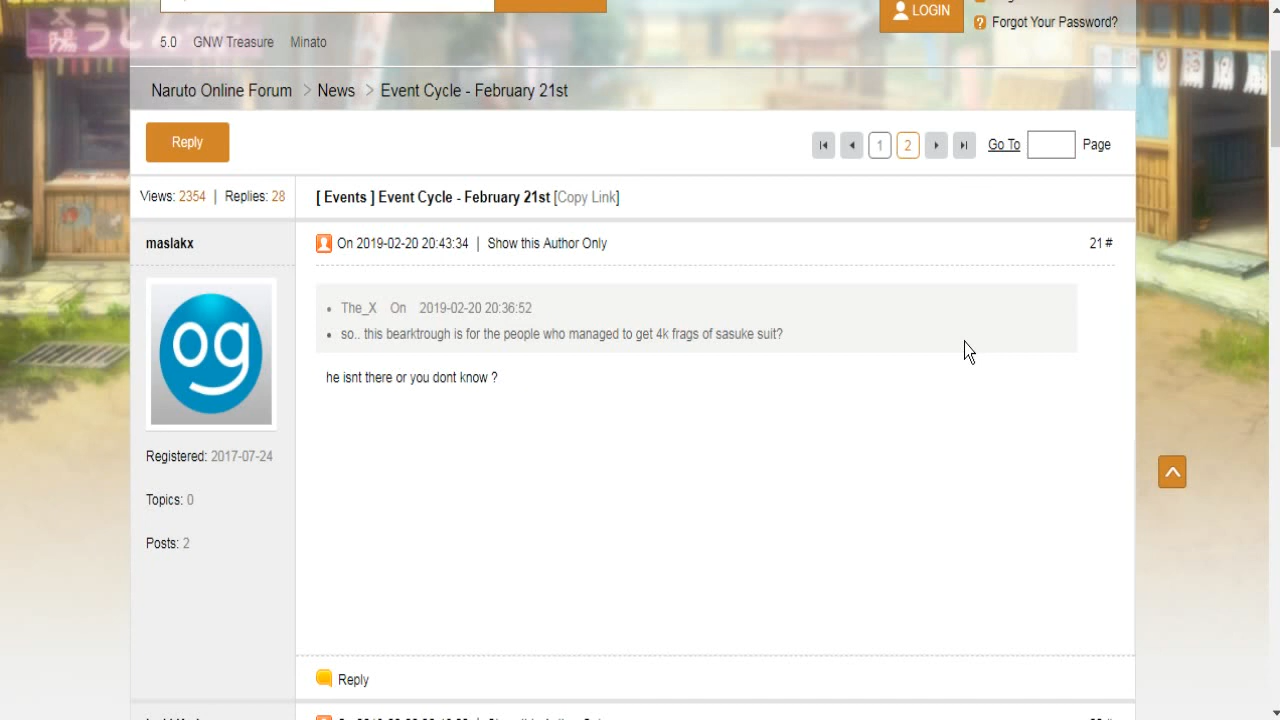 LOGIN
Forgot Your Password?
5.0 GNW Treasure Minato
Naruto Online Forum > News > Event Cycle - February 21st
Reply
1 2 Go To Page
Views: 2354 | Replies: 28
[ Events ] Event Cycle - February 21st [Copy Link]
maslakx
On 2019-02-20 20:43:34 | Show this Author Only
21 #
The_X On 2019-02-20 20:36:52
so.. this bearktrough is for the people who managed to get 4k frags of sasuke suit?
he isnt there or you dont know ?
og
Registered: 2017-07-24
Topics: 0
Posts: 2
Reply